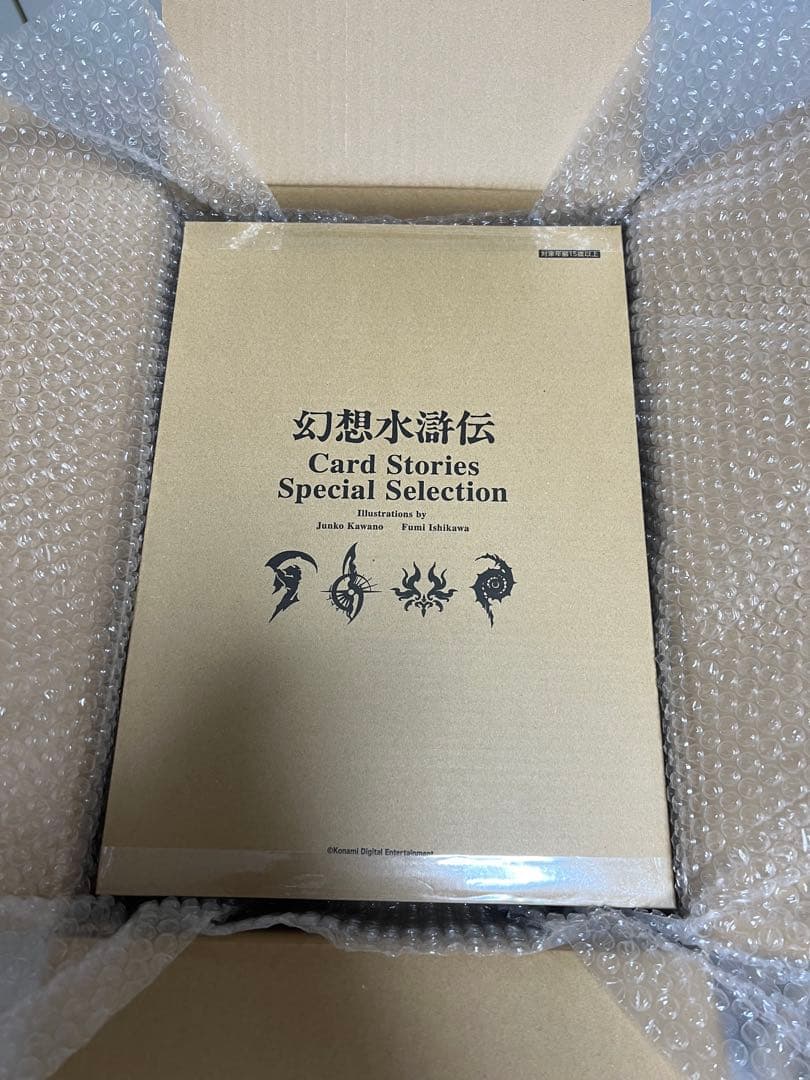 対象年齢15歳以上
幻想水滸伝
Card Stories
Special Selection
Illustrations by
Junko Kawano Fumi Ishikawa
©Konami Digital Entertainment